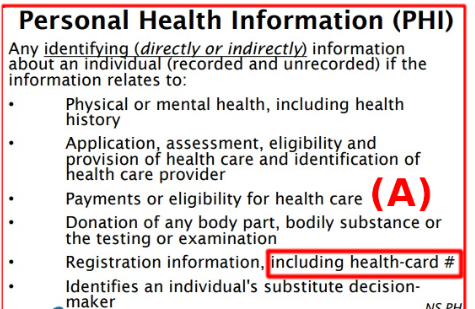 Personal Health Information (PHI)
Any identifying (directly or indirectly) information
about an individual (recorded and unrecorded) if the
information relates to:
• Physical or mental health, including health
history
• Application, assessment, eligibility and
provision of health care and identification of
health care provider
• Payments or eligibility for health care (A)
• Donation of any body part, bodily substance or
the testing or examination
• Registration information, including health-card #
• Identifies an individual's substitute decision-
maker
NS PH